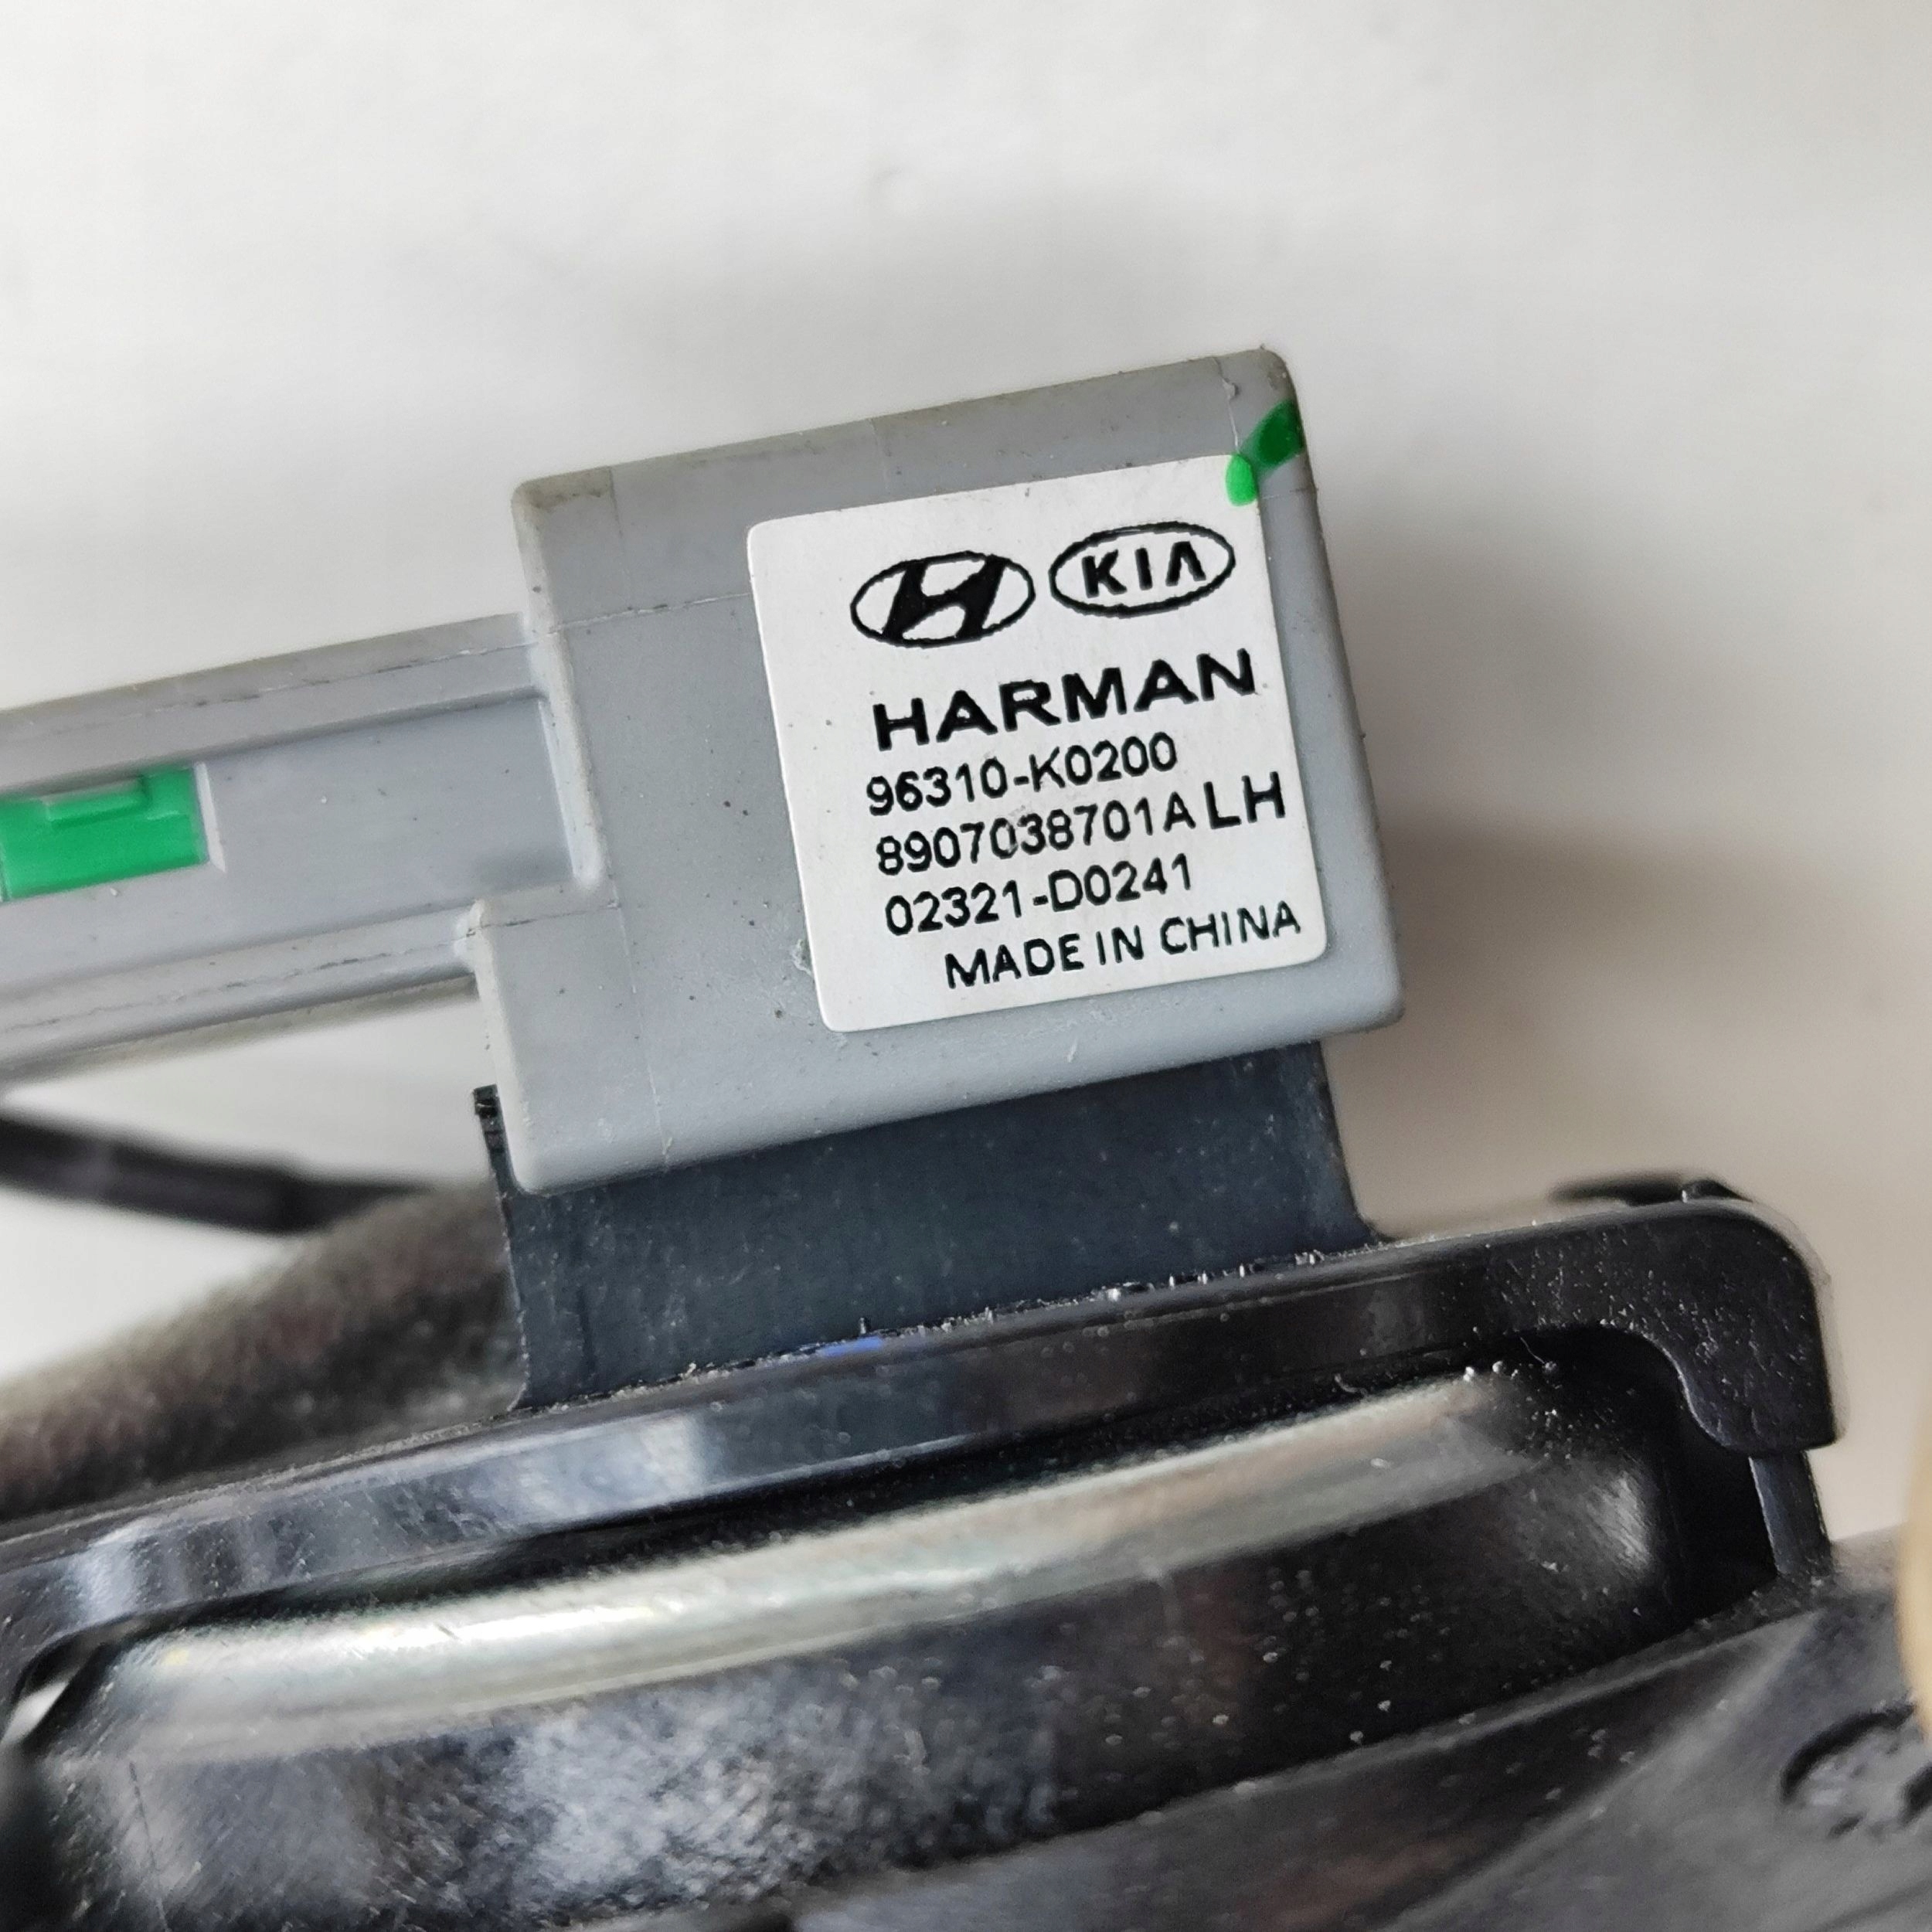 KIA
HARMAN
96310-K0200
8907038701A LH
02321-D0241
MADE IN CHINA